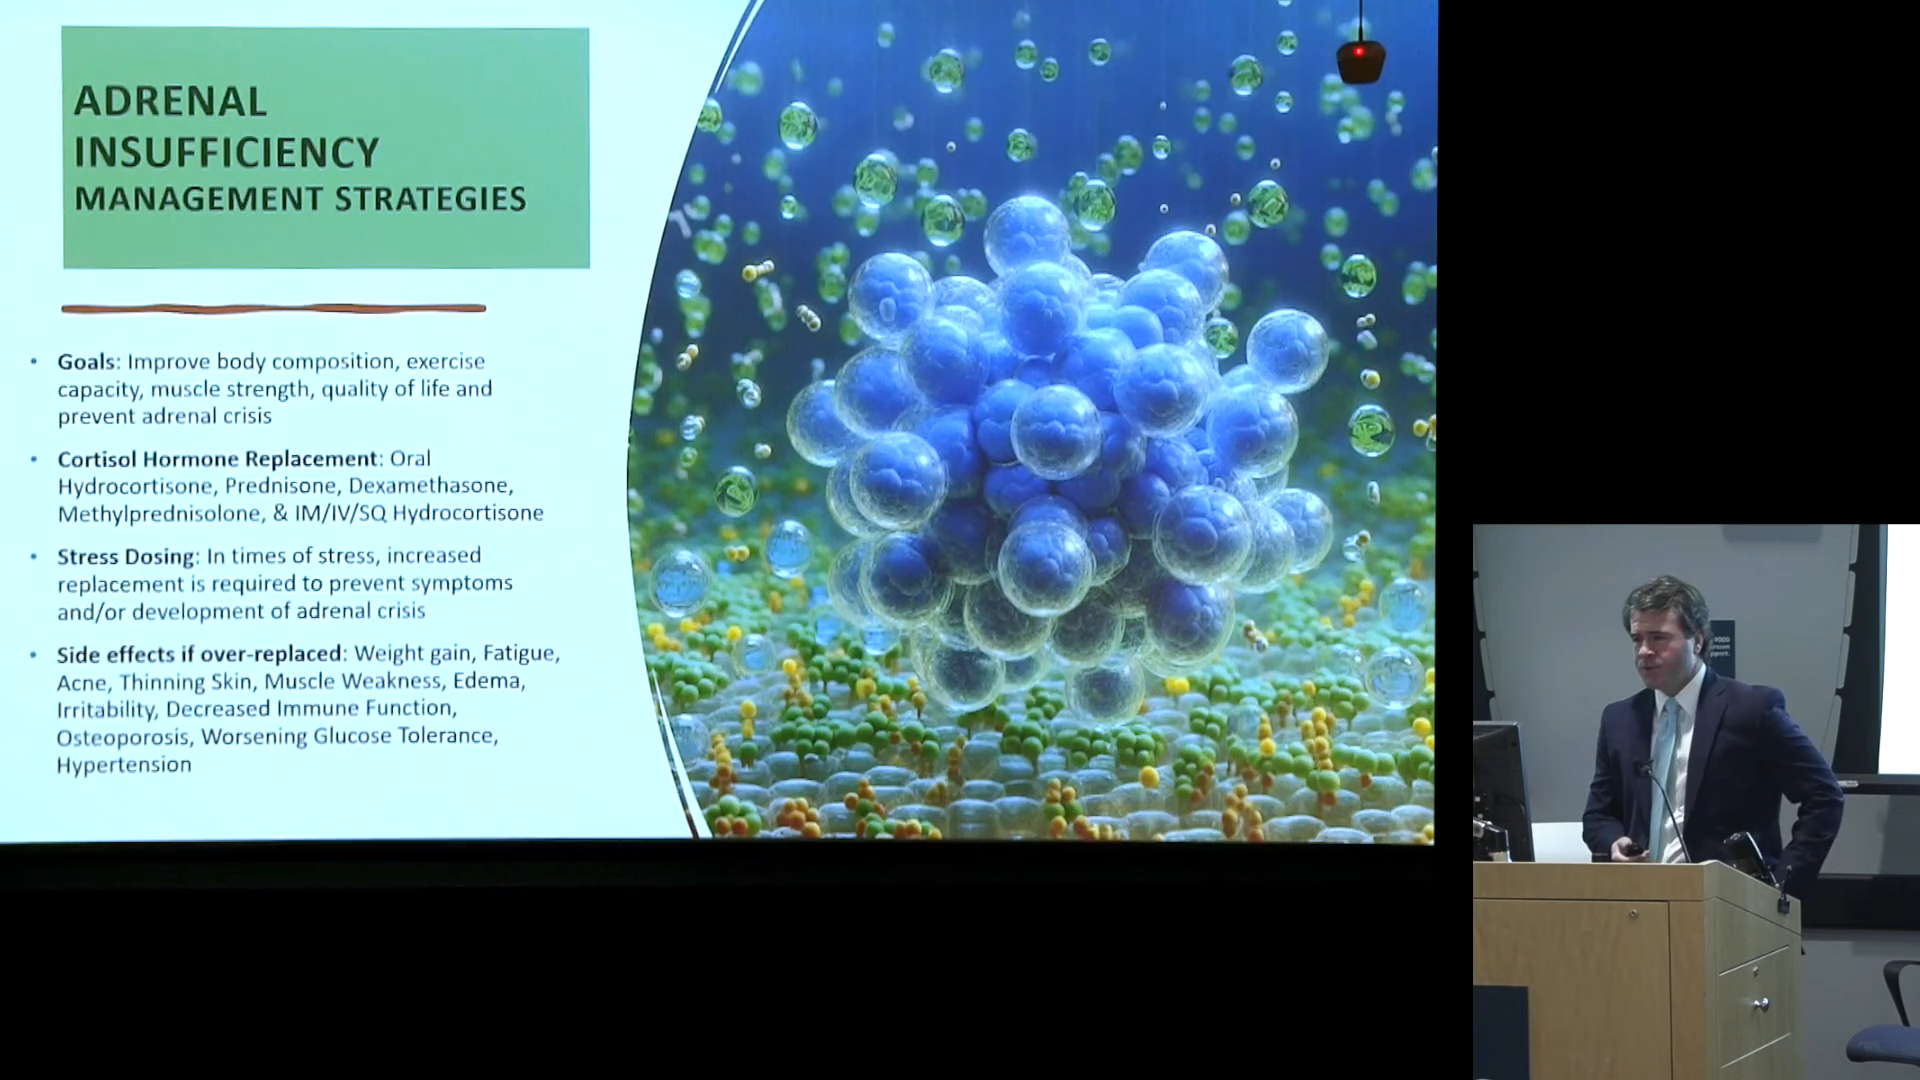 ADRENAL
INSUFFICIENCY
MANAGEMENT STRATEGIES
• Goals: Improve body composition, exercise
capacity, muscle strength, quality of life and
prevent adrenal crisis
• Cortisol Hormone Replacement: Oral
Hydrocortisone, Prednisone, Dexamethasone,
Methylprednisolone, & IM/IV/SQ Hydrocortisone
• Stress Dosing: In times of stress, increased
replacement is required to prevent symptoms
and/or development of adrenal crisis
• Side effects if over-replaced: Weight gain, Fatigue,
Acne, Thinning Skin, Muscle Weakness, Edema,
Irritability, Decreased Immune Function,
Osteoporosis, Worsening Glucose Tolerance,
Hypertension